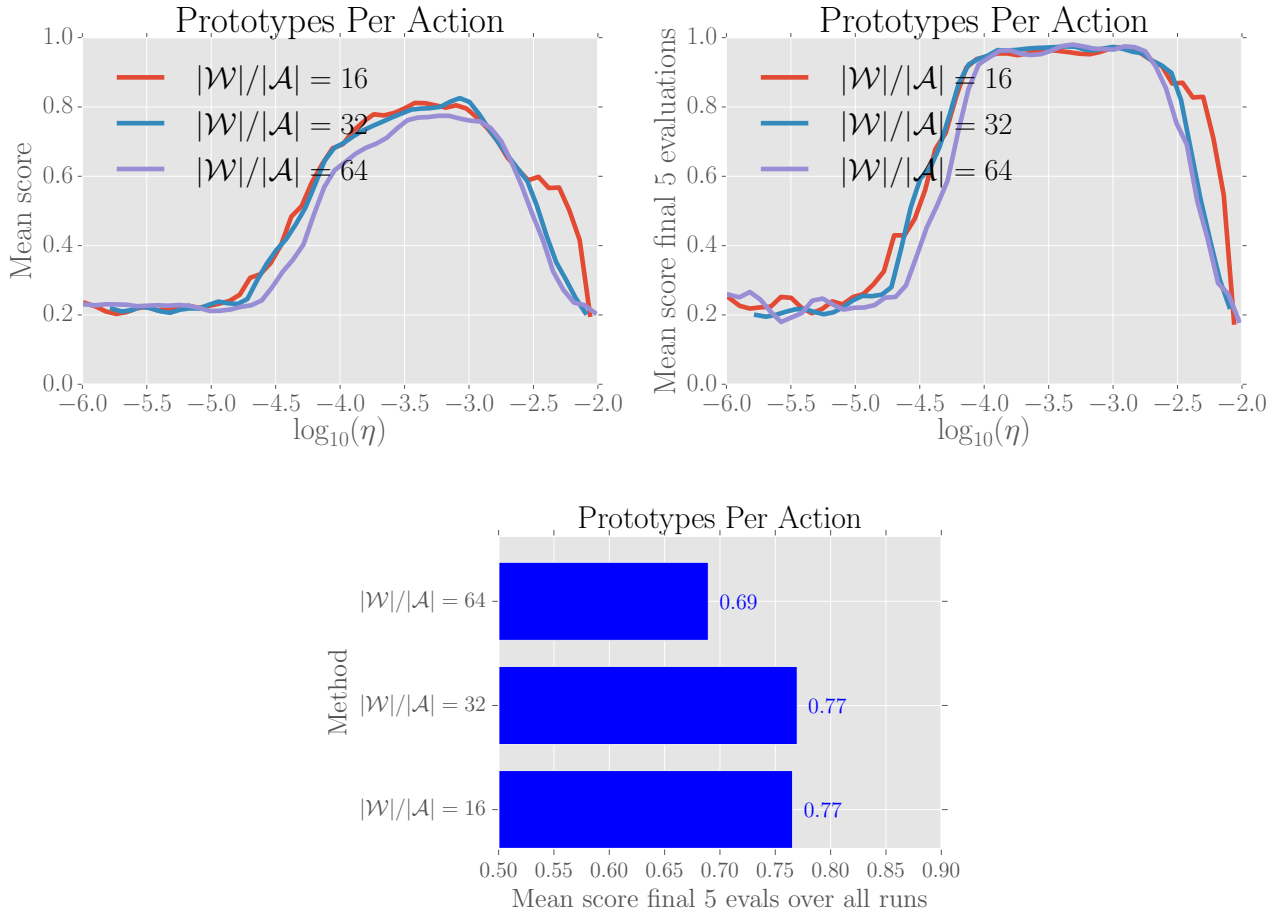 Prototypes Per Action
Mean score
1.0
0.8
0.6
0.4
0.2
0.0
|𝒲|/|𝒜| = 16
|𝒲|/|𝒜| = 32
|𝒲|/|𝒜| = 64
−6.0 −5.5 −5.0 −4.5 −4.0 −3.5 −3.0 −2.5 −2.0
log₁₀(η)
Prototypes Per Action
Mean score final 5 evaluations
1.0
0.8
0.6
0.4
0.2
0.0
|𝒲|/|𝒜| = 16
|𝒲|/|𝒜| = 32
|𝒲|/|𝒜| = 64
−6.0 −5.5 −5.0 −4.5 −4.0 −3.5 −3.0 −2.5 −2.0
log₁₀(η)
Prototypes Per Action
Method
|𝒲|/|𝒜| = 64
0.69
|𝒲|/|𝒜| = 32
0.77
|𝒲|/|𝒜| = 16
0.77
0.50 0.55 0.60 0.65 0.70 0.75 0.80 0.85 0.90
Mean score final 5 evals over all runs